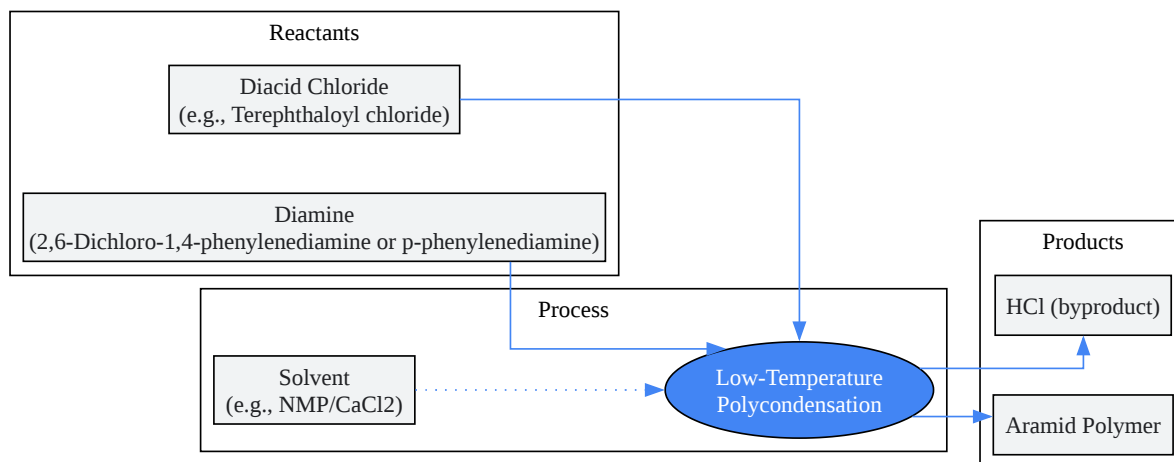 Reactants
Diacid Chloride
(e.g., Terephthaloyl chloride)
Diamine
(2,6-Dichloro-1,4-phenylenediamine or p-phenylenediamine)
Process
Solvent
(e.g., NMP/CaCl2)
Low-Temperature
Polycondensation
Products
HCl (byproduct)
Aramid Polymer